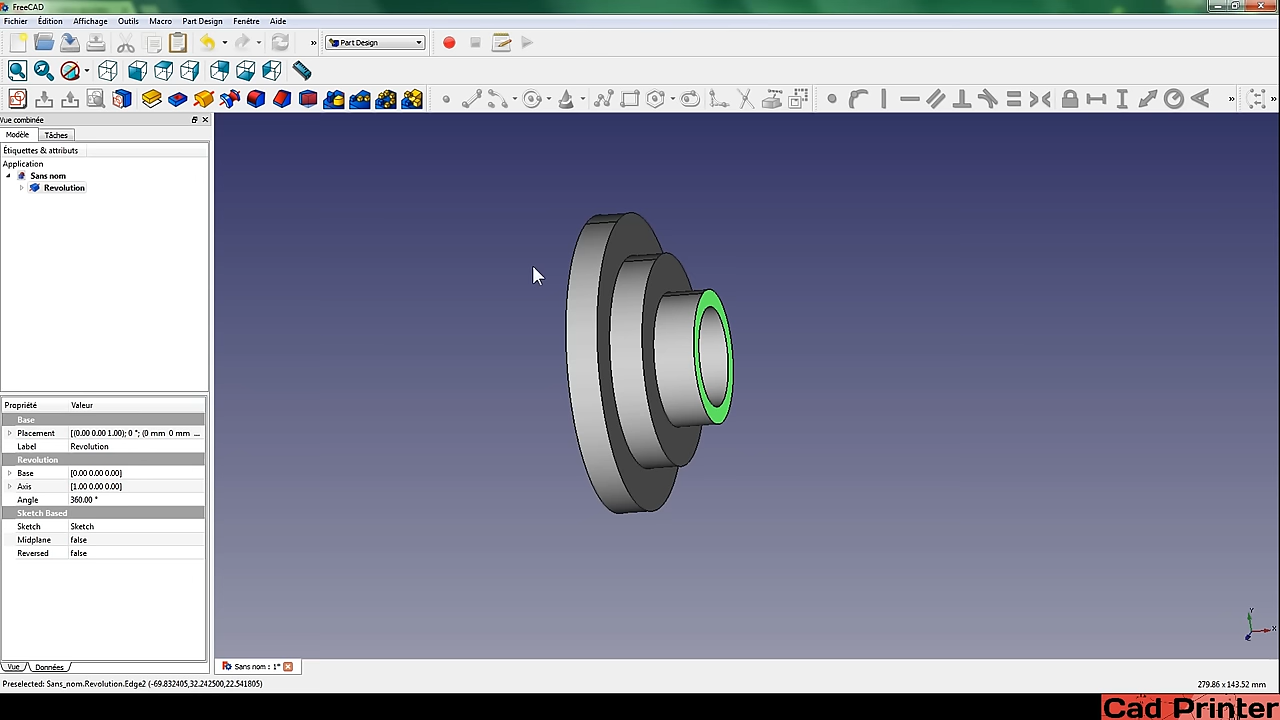 FreeCAD
Fichier Édition Affichage Outils Macro Part Design Fenêtre Aide
» Part Design
» »
Vue combinée
Modèle Tâches
Étiquettes & attributs
Application
Sans nom
Revolution
Propriété Valeur
Base
Placement [(0.00 0.00 1.00); 0 °; (0 mm 0 mm ...
Label Revolution
Revolution
Base [0.00 0.00 0.00]
Axis [1.00 0.00 0.00]
Angle 360.00 °
Sketch Based
Sketch Sketch
Midplane false
Reversed false
Y
X
Vue Données
Sans nom : 1*
Preselected: Sans_nom.Revolution.Edge2 (-69.832405,32.242500,22.541805)
279.86 x 143.52 mm
Cad Printer